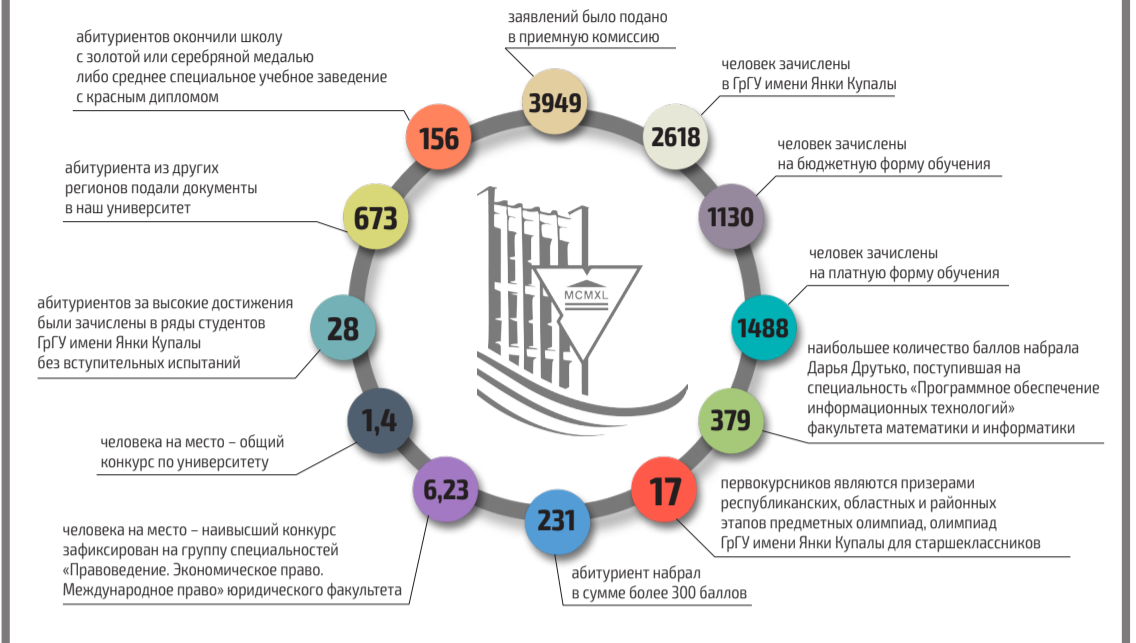 заявлений было подано
в приемную комиссию
3949
человек зачислены
в ГрГУ имени Янки Купалы
2618
человек зачислены
на бюджетную форму обучения
1130
человек зачислены
на платную форму обучения
1488
наибольшее количество баллов набрала
Дарья Друтько, поступившая на
специальность «Программное обеспечение
информационных технологий»
факультета математики и информатики
379
первокурсников являются призерами
республиканских, областных и районных
этапов предметных олимпиад, олимпиад
ГрГУ имени Янки Купалы для старшеклассников
17
абитуриент набрал
в сумме более 300 баллов
231
человека на место – наивысший конкурс
зафиксирован на группу специальностей
«Правоведение. Экономическое право.
Международное право» юридического факультета
6,23
человека на место – общий
конкурс по университету
1,4
абитуриентов за высокие достижения
были зачислены в ряды студентов
ГрГУ имени Янки Купалы
без вступительных испытаний
28
абитуриента из других
регионов подали документы
в наш университет
673
абитуриентов окончили школу
с золотой или серебряной медалью
либо среднее специальное учебное заведение
с красным дипломом
156
MCMXL